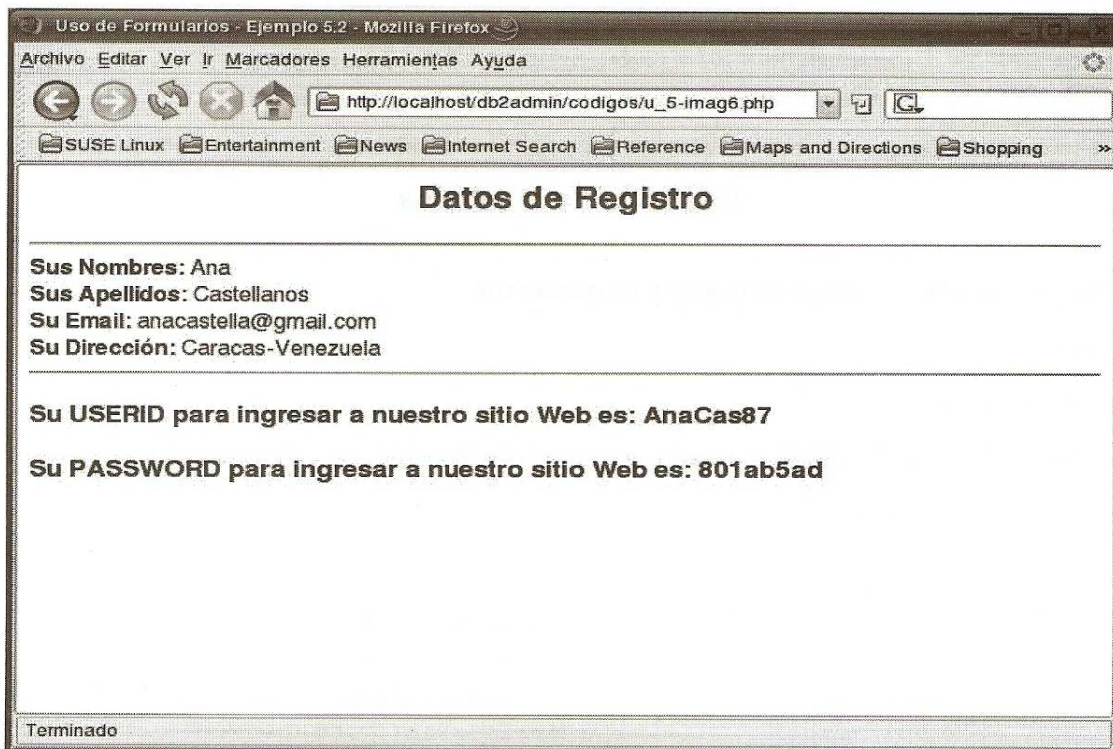 Uso de Formularios - Ejemplo 5.2 - Mozilla Firefox
Archivo Editar Ver Ir Marcadores Herramientas Ayuda
http://localhost/db2admin/codigos/u_5-imag6.php
G
SUSE Linux Entertainment News Internet Search Reference Maps and Directions Shopping »
Datos de Registro
Sus Nombres: Ana
Sus Apellidos: Castellanos
Su Email: anacastella@gmail.com
Su Dirección: Caracas-Venezuela
Su USERID para ingresar a nuestro sitio Web es: AnaCas87
Su PASSWORD para ingresar a nuestro sitio Web es: 801ab5ad
Terminado